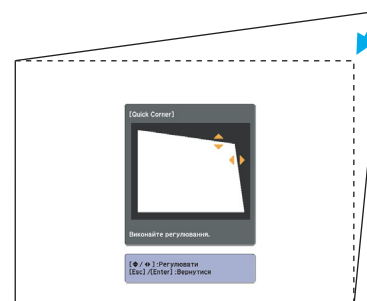 [Quick Corner]
Виконайте регулювання.
[◆/◂▸]:Регулювати
[Esc]/[Enter]:Вернутися